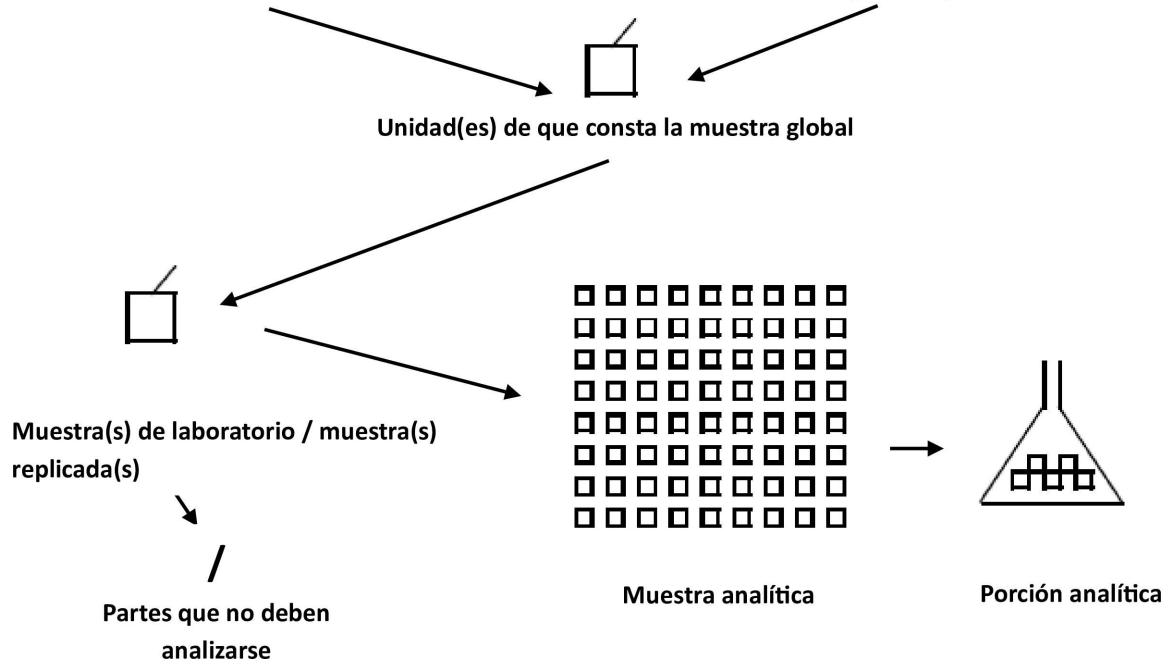 Unidad(es) de que consta la muestra global
Muestra(s) de laboratorio / muestra(s)
replicada(s)
Partes que no deben
analizarse
Muestra analítica
Porción analítica